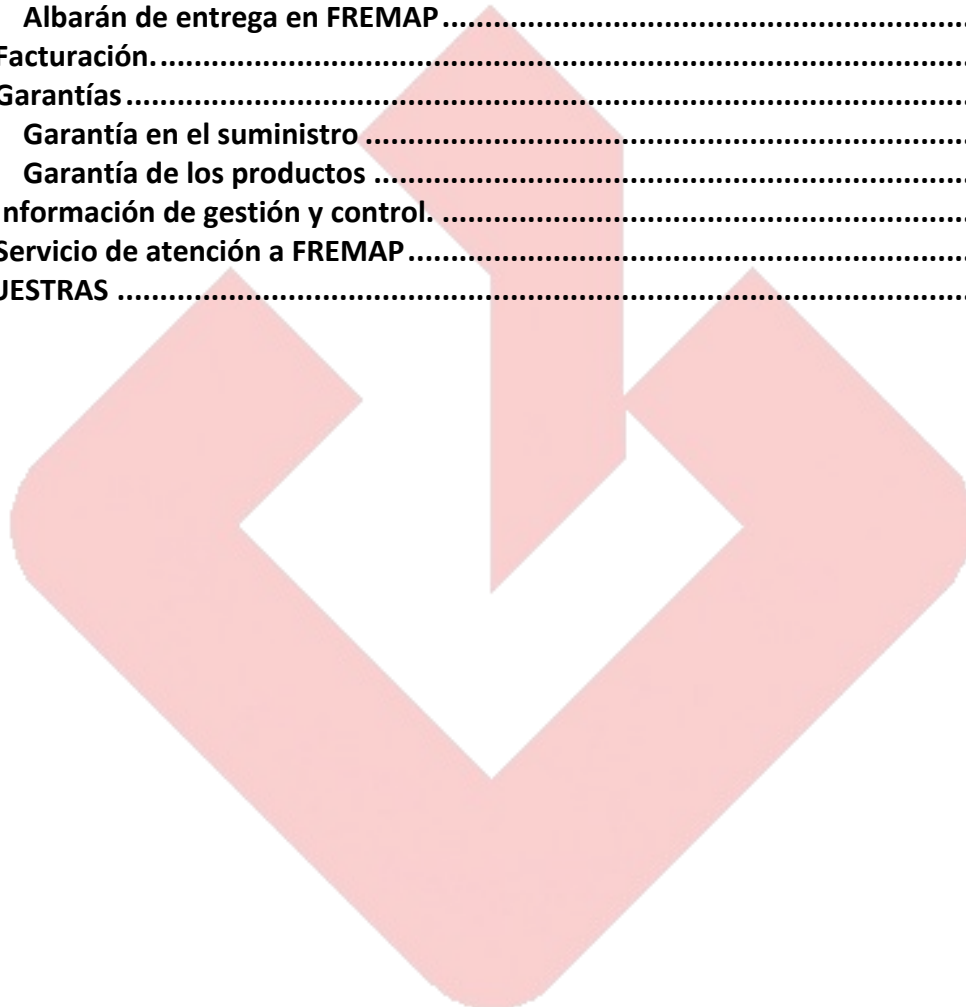 Albarán de entrega en FREMAP........................................................................
Facturación.........................................................................................................
Garantías.............................................................................................................
Garantía en el suministro..................................................................................
Garantía de los productos................................................................................
nformación de gestión y control. ......................................................................
Servicio de atención a FREMAP..........................................................................
UESTRAS ............................................................................................................